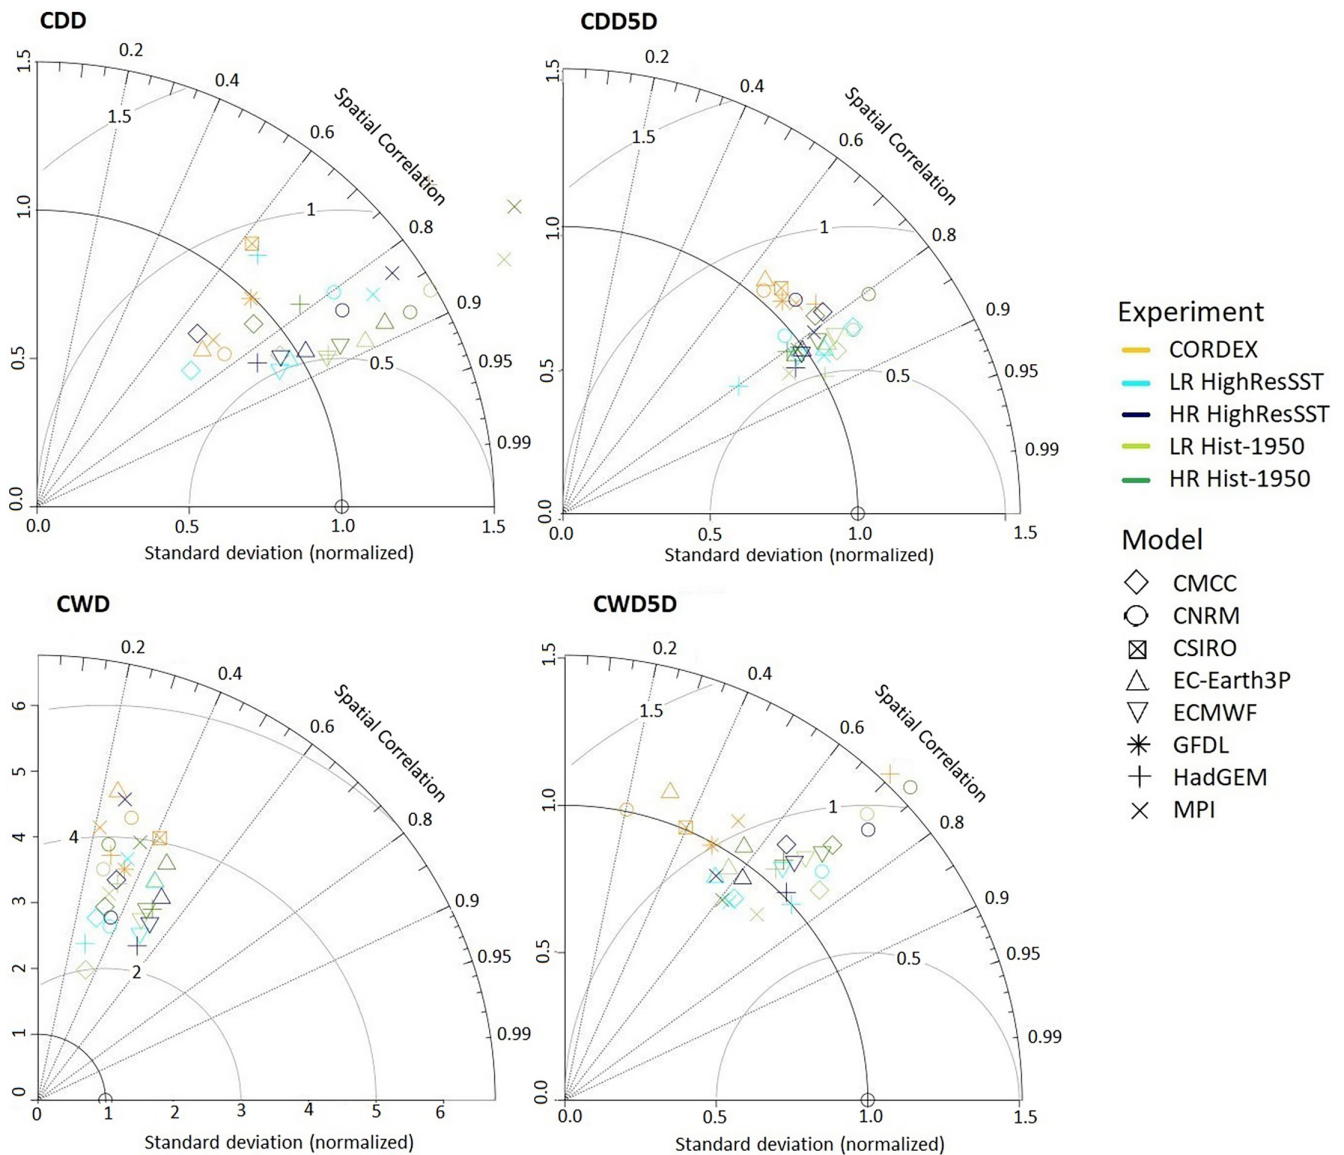 CDD
0.2
0.4
0.6
Spatial Correlation
0.8
0.9
0.95
0.99
1.5
1.0
0.5
0.0
1.5
1
0.5
0.0
0.5
1.0
1.5
Standard deviation (normalized)
CDD5D
0.2
0.4
0.6
Spatial Correlation
0.8
0.9
0.95
0.99
1.5
1.0
0.5
0.0
1.5
1
0.5
0.0
0.5
1.0
1.5
Standard deviation (normalized)
CWD
0.2
0.4
0.6
Spatial Correlation
0.8
0.9
0.95
0.99
6
5
4
3
2
1
0
4
2
0
1
2
3
4
5
6
Standard deviation (normalized)
CWD5D
0.2
0.4
0.6
Spatial Correlation
0.8
0.9
0.95
0.99
1.5
1.0
0.5
0.0
1.5
1
0.5
0.0
0.5
1.0
1.5
Standard deviation (normalized)
Experiment
CORDEX
LR HighResSST
HR HighResSST
LR Hist-1950
HR Hist-1950
Model
CMCC
CNRM
CSIRO
EC-Earth3P
ECMWF
GFDL
HadGEM
MPI